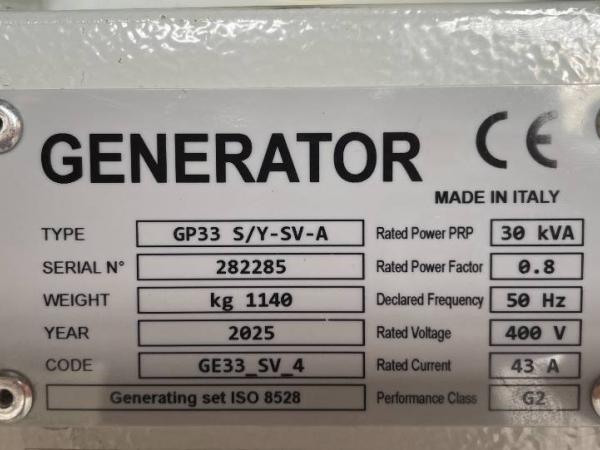 GENERATOR CE
MADE IN ITALY
TYPE GP33 S/Y-SV-A Rated Power PRP 30 kVA
SERIAL N° 282285 Rated Power Factor 0.8
WEIGHT kg 1140 Declared Frequency 50 Hz
YEAR 2025 Rated Voltage 400 V
CODE GE33_SV_4 Rated Current 43 A
Generating set ISO 8528 Performance Class G2